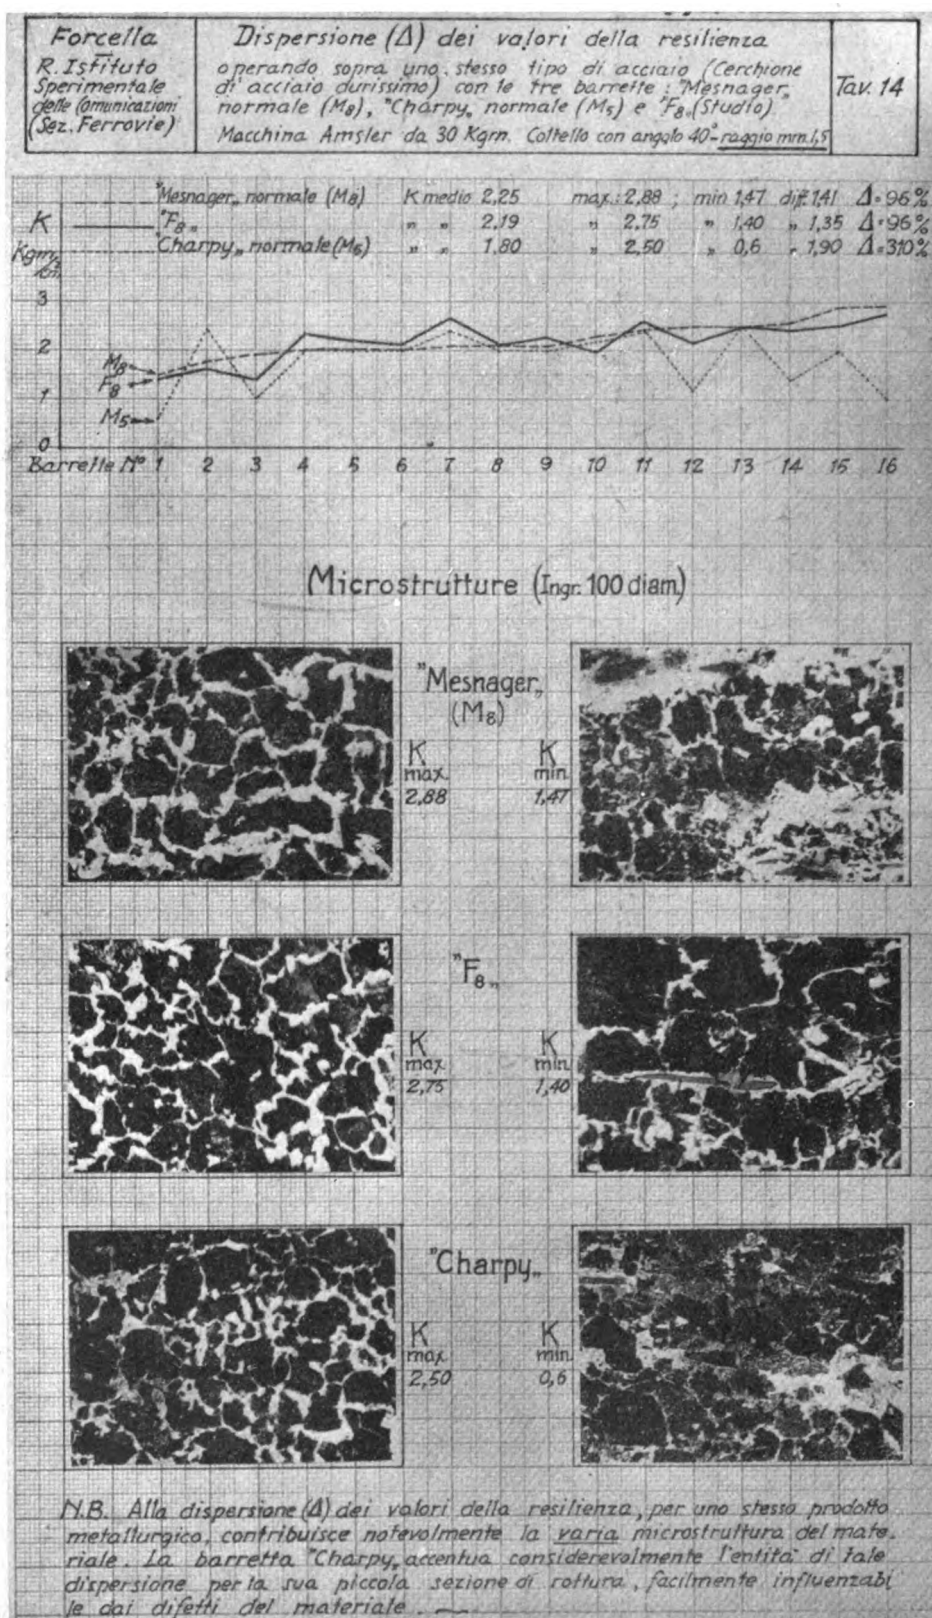 Forcella
R. Istituto
Sperimentale
delle Comunicazioni
(Sez. Ferrovie)
Dispersione (Δ) dei valori della resilienza
operando sopra uno stesso tipo di acciaio (Cerchione
di acciaio durissimo) con le tre barrette: "Mesnager„
normale (M8), "Charpy„ normale (M5) e "F8„ (Studio)
Macchina Amsler da 30 Kgm. Coltello con angolo 40°- raggio mm. 1,5
Tav. 14
"Mesnager„ normale (M8) K medio 2,25 max.: 2,88 ; min 1,47 diff. 1,41 Δ=96%
"F8„ „ „ 2,19 „ 2,75 „ 1,40 „ 1,35 Δ=96%
"Charpy„ normale (M5) „ „ 1,80 „ 2,50 „ 0,6 „ 1,90 Δ=310%
K
3
2
1
0
M8
F8
M5
Barrette N° 1 2 3 4 5 6 7 8 9 10 11 12 13 14 15 16
Microstrutture (Ingr. 100 diam.)
"Mesnager„
(M8)
K max. 2,88
K min. 1,47
"F8„
K max. 2,75
K min. 1,40
"Charpy„
K max. 2,50
K min. 0,6
N.B. Alla dispersione (Δ) dei valori della resilienza, per uno stesso prodotto
metallurgico, contribuisce notevolmente la varia microstruttura del mate-
riale. La barretta "Charpy„ accentua considerevolmente l'entità di tale
dispersione per la sua piccola sezione di rottura, facilmente influenzabi
le dai difetti del materiale.